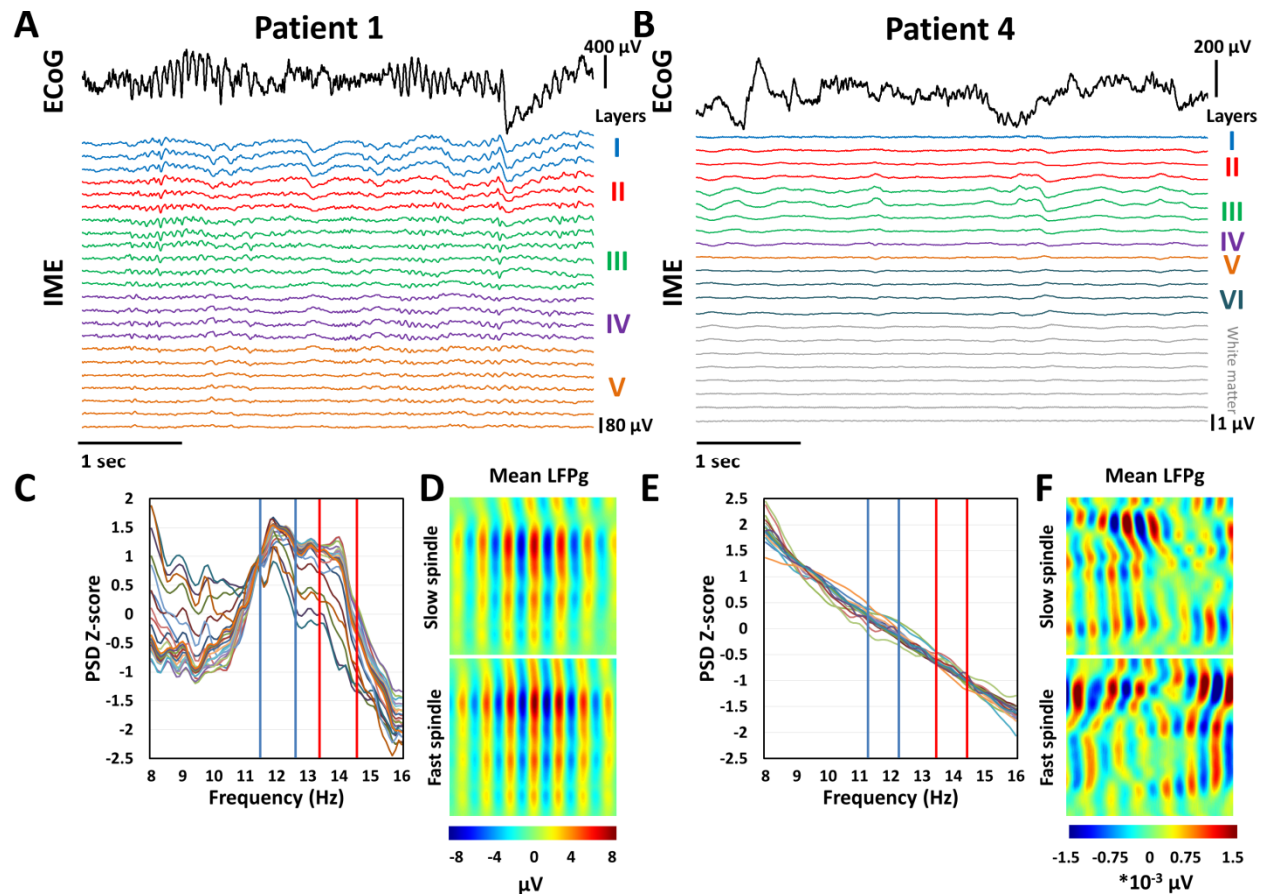 A
Patient 1
400 µV
ECoG
Layers
I
II
III
IV
V
IME
80 µV
1 sec
B
Patient 4
200 µV
ECoG
Layers
I
II
III
IV
V
VI
White matter
IME
1 µV
1 sec
C
2
1.5
1
0.5
0
-0.5
-1
-1.5
-2
-2.5
PSD Z-score
8 9 10 11 12 13 14 15 16
Frequency (Hz)
D
Mean LFPg
Slow spindle
Fast spindle
-8 -4 0 4 8
µV
E
2.5
2
1.5
1
0.5
0
-0.5
-1
-1.5
-2
-2.5
PSD Z-score
8 9 10 11 12 13 14 15 16
Frequency (Hz)
F
Mean LFPg
Slow spindle
Fast spindle
-1.5 -0.75 0 0.75 1.5
*10-3 µV